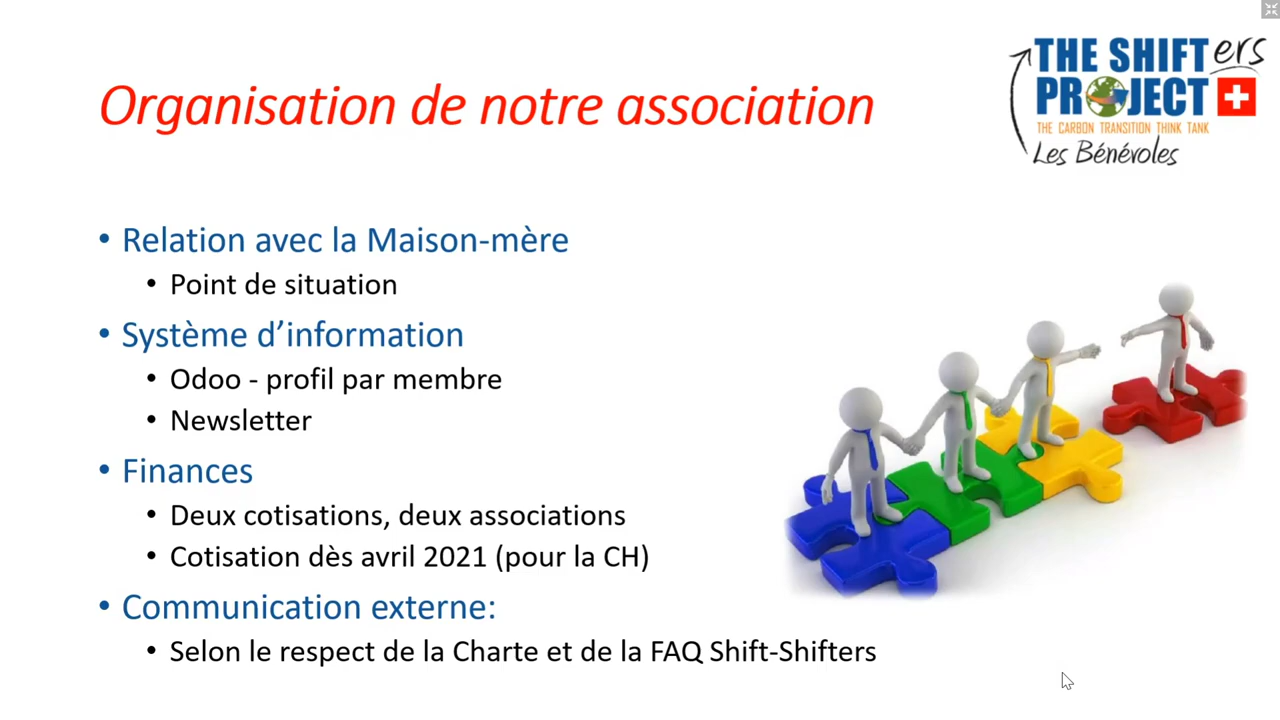 THE SHIFTers
PROJECT
THE CARBON TRANSITION THINK TANK
Les Bénévoles
Organisation de notre association
• Relation avec la Maison-mère
• Point de situation
• Système d’information
• Odoo - profil par membre
• Newsletter
• Finances
• Deux cotisations, deux associations
• Cotisation dès avril 2021 (pour la CH)
• Communication externe:
• Selon le respect de la Charte et de la FAQ Shift-Shifters